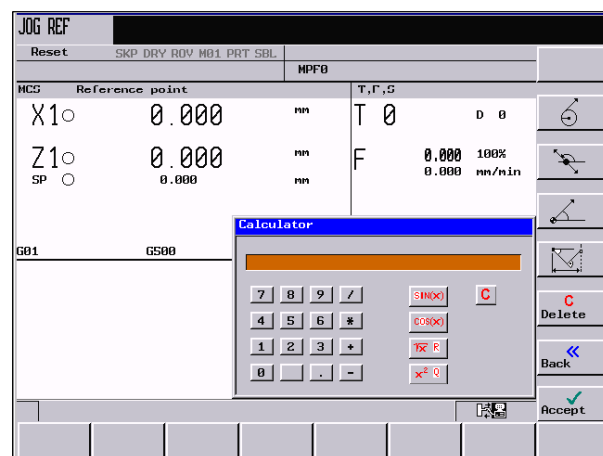 JOG REF
Reset SKP DRY ROV M01 PRT SBL
MPF0
MCS Reference point T,F,S
X1 0.000 mm T 0 D 0
Z1 0.000 mm F 0.000 100%
SP 0.000 mm 0.000 mm/min
Calculator
G01 G500
7 8 9 / SIN(X) C
4 5 6 * COS(X)
1 2 3 + √X R
0 . - x² Q
C
Delete
Back
Accept